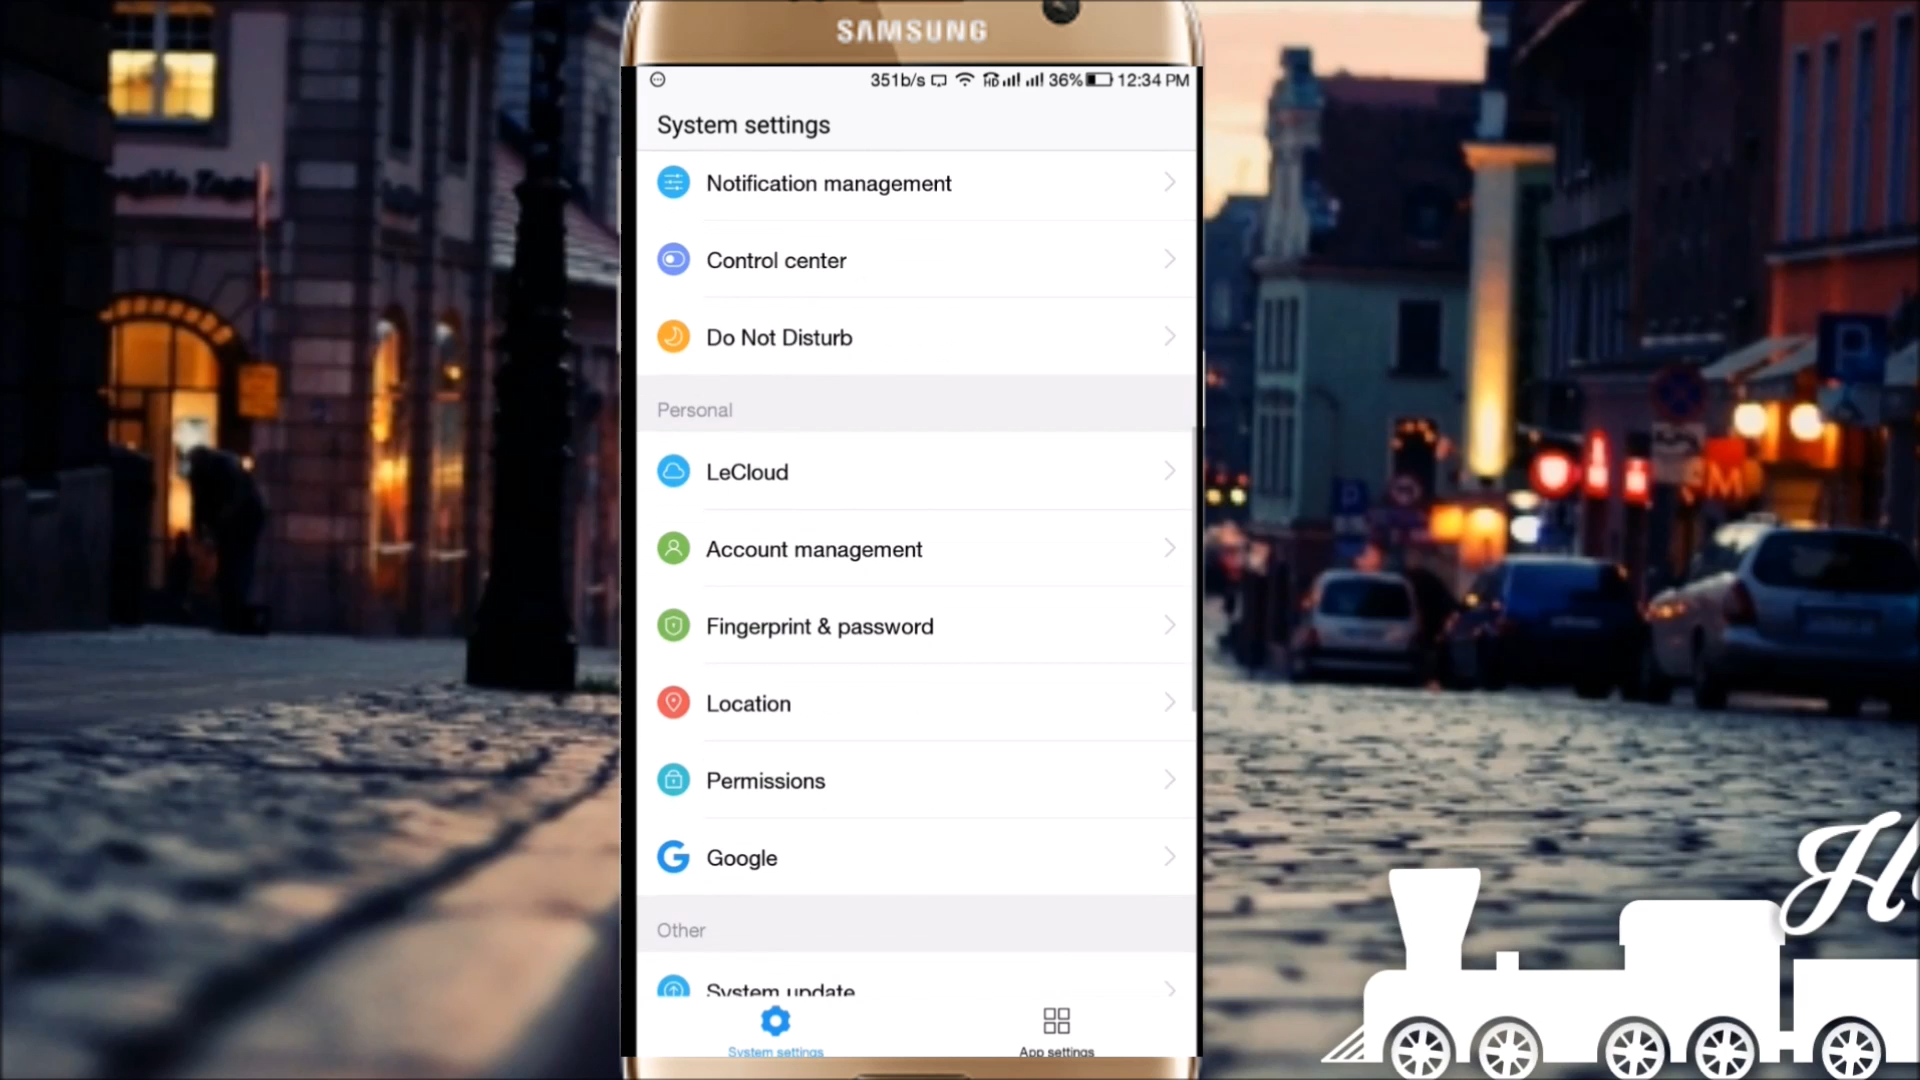 SAMSUNG
351b/s HD 36% 12:34 PM
System settings
Notification management
Control center
Do Not Disturb
Personal
LeCloud
Account management
Fingerprint & password
Location
Permissions
Google
Other
System update
System settings
App settings
P
M